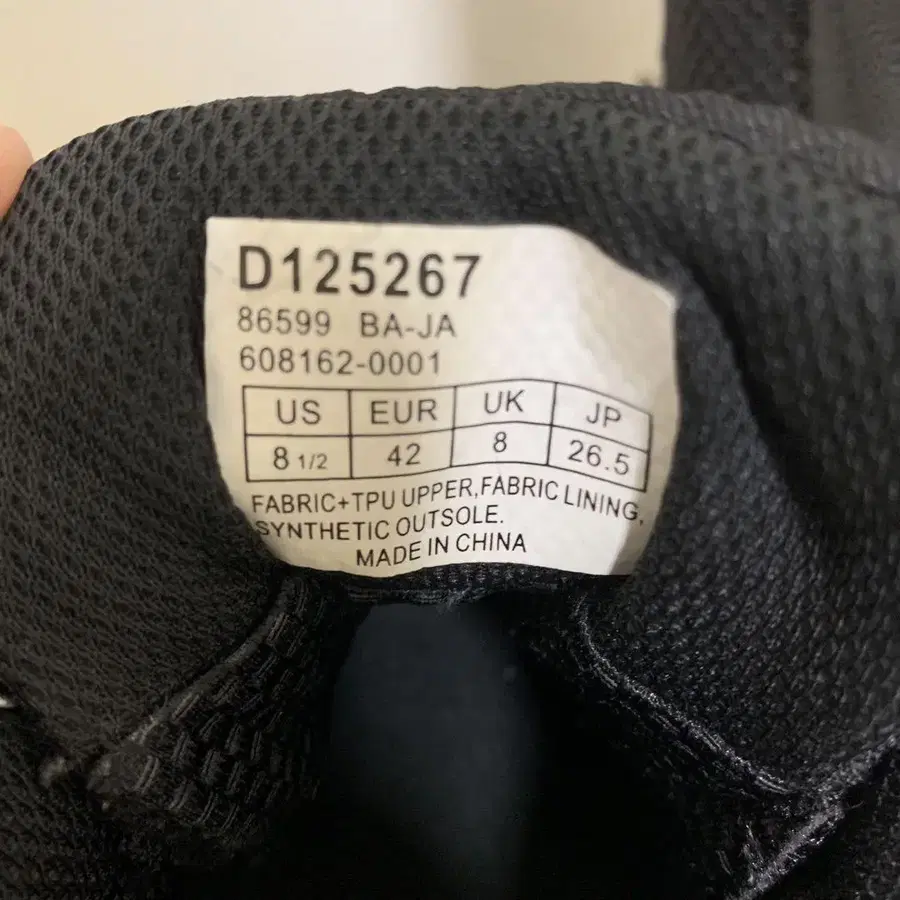 D125267
86599 BA-JA
608162-0001
US EUR UK JP
8 1/2 42 8 26.5
FABRIC+TPU UPPER,FABRIC LINING,
SYNTHETIC OUTSOLE.
MADE IN CHINA